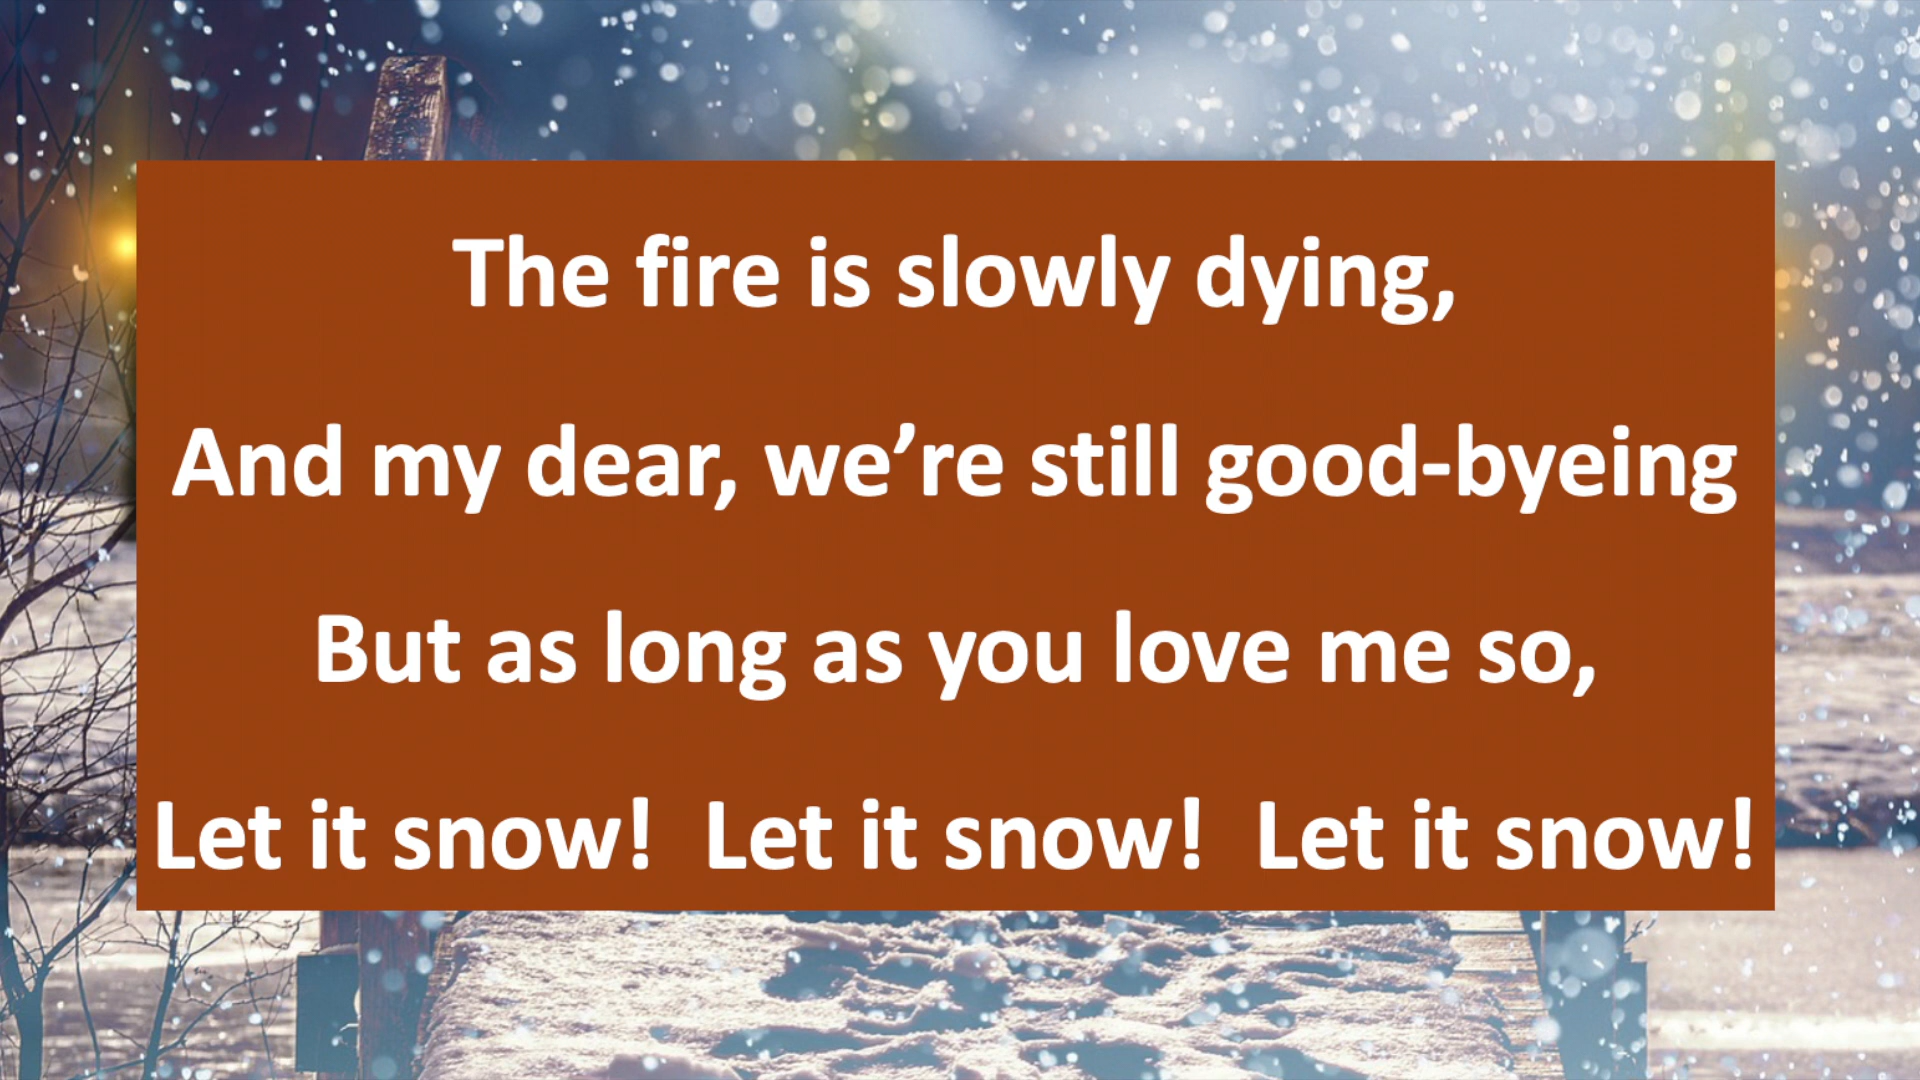 The fire is slowly dying,
And my dear, we’re still good-byeing
But as long as you love me so,
Let it snow!  Let it snow!  Let it snow!